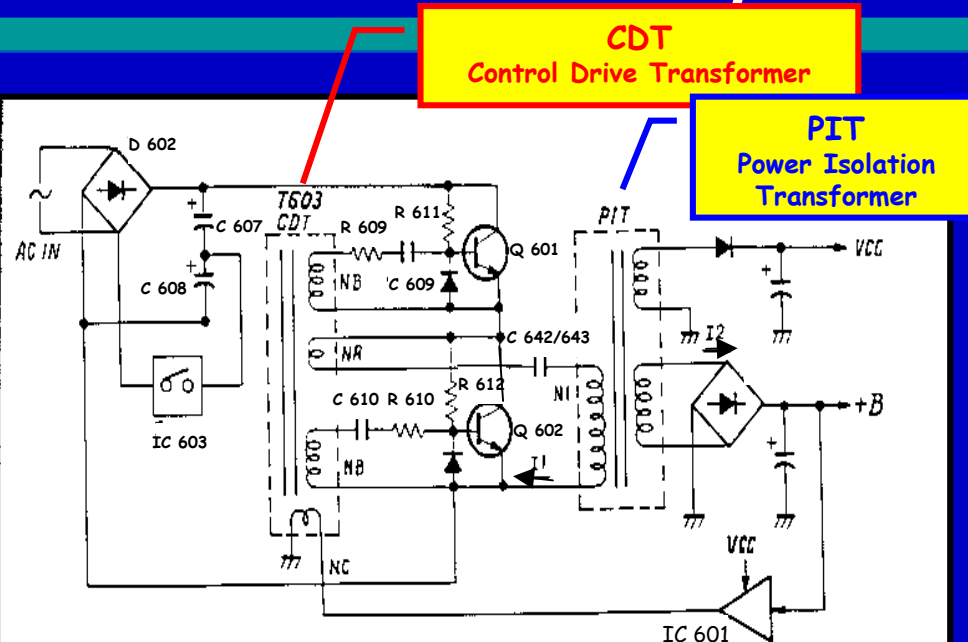 CDT
Control Drive Transformer
PIT
Power Isolation
Transformer
D 602
T603
CDT
R 611
PIT
C 607
R 609
Q 601
VCC
AC IN
C 608
NB
C 609
I2
C 642/643
NR
R 612
N1
C 610 R 610
+B
IC 603
Q 602
NB
I1
VCC
NC
IC 601